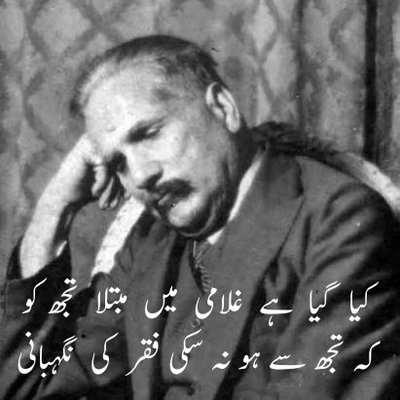 کیا گیا ہے غلامی میں مبتلا تجھ کو
کہ تجھ سے ہو نہ سکی فقر کی نگہبانی